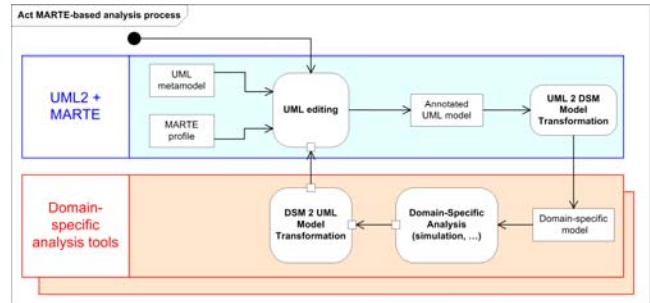 Act MARTE-based analysis process
UML2 +
MARTE
UML
metamodel
MARTE
profile
UML editing
Annotated
UML model
UML 2 DSM
Model
Transformation
Domain-
specific
analysis tools
DSM 2 UML
Model
Transformation
Domain-Specific
Analysis
(simulation, ...)
Domain-specific
model